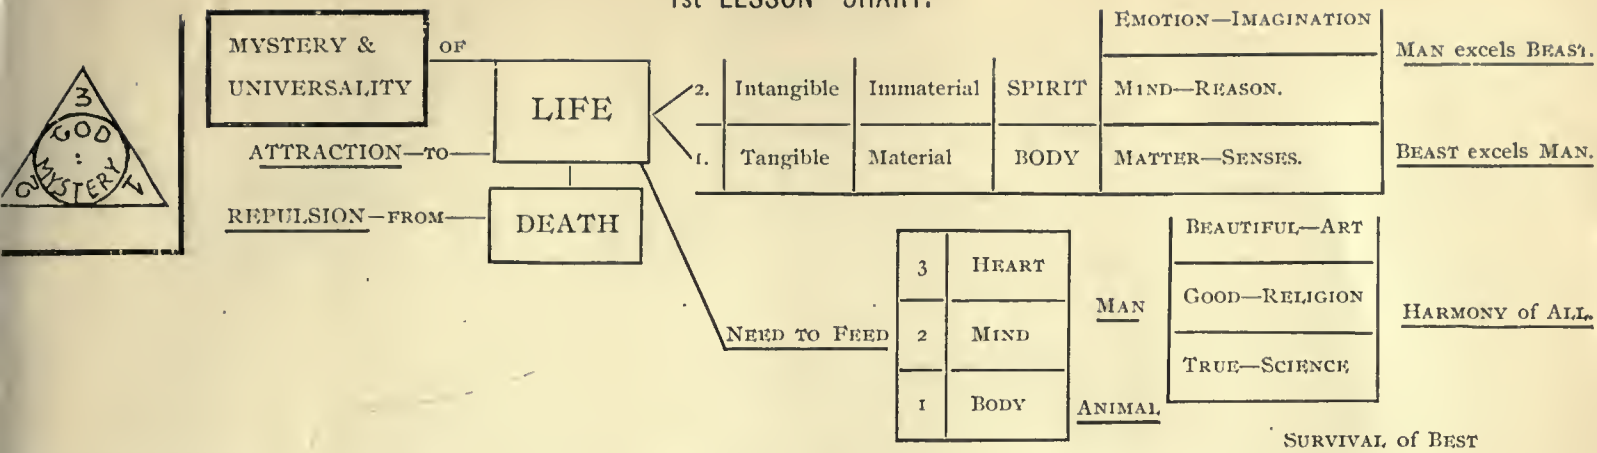 1st LESSON CHART.
3
GOD
:
MYSTERY
2
1
MYSTERY &
UNIVERSALITY
OF
LIFE
ATTRACTION—TO
REPULSION—FROM
DEATH
2. Intangible Immaterial SPIRIT
1. Tangible Material BODY
EMOTION—IMAGINATION
MIND—REASON.
MATTER—SENSES.
MAN excels BEAST.
BEAST excels MAN.
NEED TO FEED
3 HEART
2 MIND
1 BODY
MAN
ANIMAL
BEAUTIFUL—ART
GOOD—RELIGION
TRUE—SCIENCE
HARMONY of ALL.
SURVIVAL of BEST